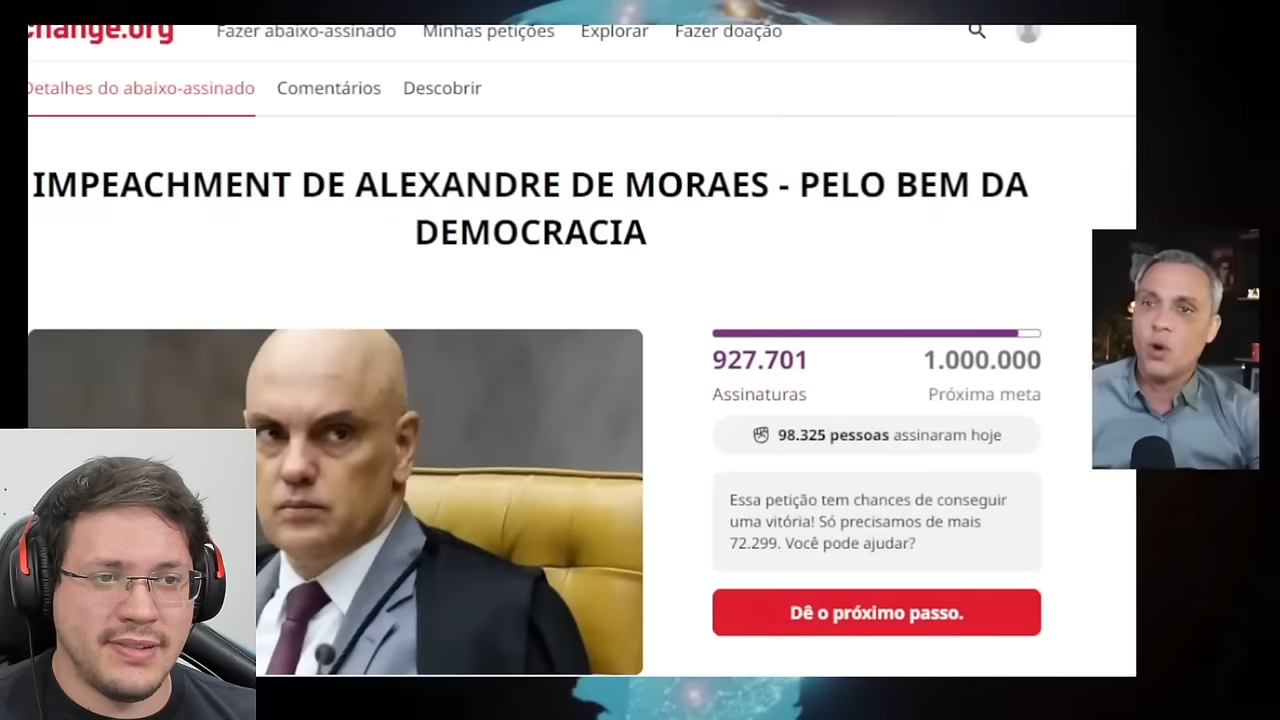 change.org
Fazer abaixo-assinado Minhas petições Explorar Fazer doação
Detalhes do abaixo-assinado Comentários Descobrir
IMPEACHMENT DE ALEXANDRE DE MORAES - PELO BEM DA
DEMOCRACIA
927.701 1.000.000
Assinaturas Próxima meta
98.325 pessoas assinaram hoje
Essa petição tem chances de conseguir
uma vitória! Só precisamos de mais
72.299. Você pode ajudar?
Dê o próximo passo.